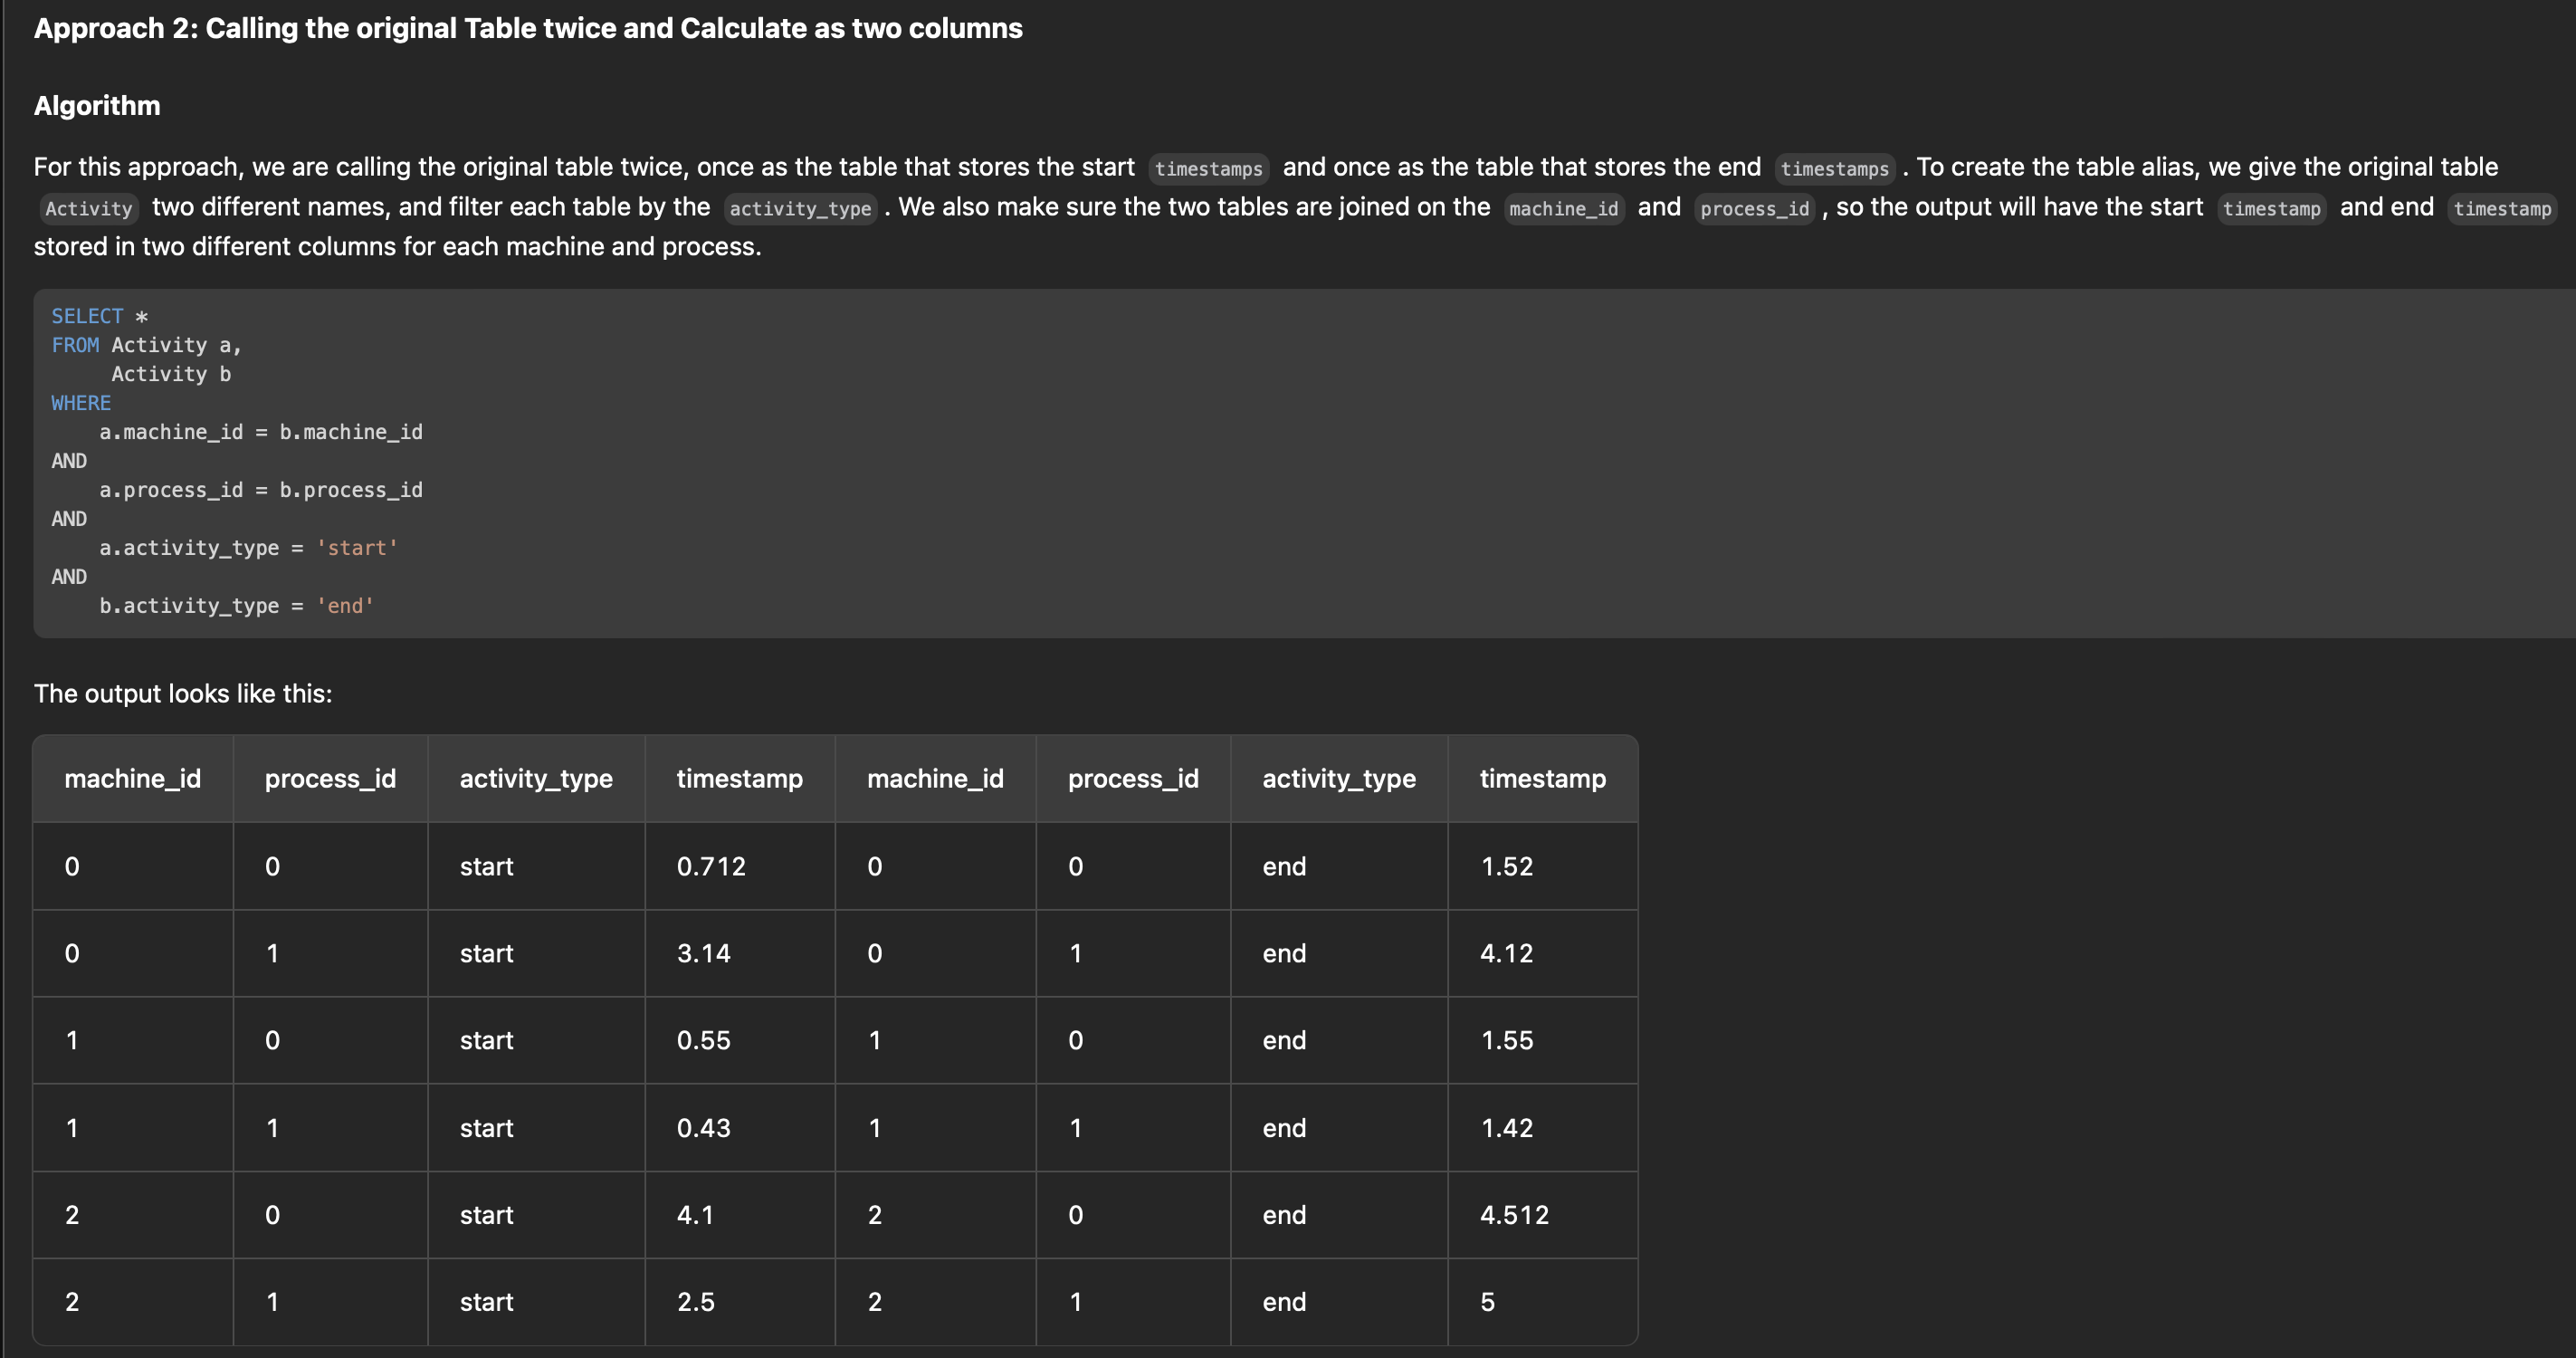 Approach 2: Calling the original Table twice and Calculate as two columns
Algorithm
For this approach, we are calling the original table twice, once as the table that stores the start timestamps and once as the table that stores the end timestamps . To create the table alias, we give the original table
Activity two different names, and filter each table by the activity_type . We also make sure the two tables are joined on the machine_id and process_id , so the output will have the start timestamp and end timestamp
stored in two different columns for each machine and process.
SELECT *
FROM Activity a,
     Activity b
WHERE
    a.machine_id = b.machine_id
AND
    a.process_id = b.process_id
AND
    a.activity_type = 'start'
AND
    b.activity_type = 'end'
The output looks like this:
machine_id process_id activity_type timestamp machine_id process_id activity_type timestamp
0 0 start 0.712 0 0 end 1.52
0 1 start 3.14 0 1 end 4.12
1 0 start 0.55 1 0 end 1.55
1 1 start 0.43 1 1 end 1.42
2 0 start 4.1 2 0 end 4.512
2 1 start 2.5 2 1 end 5